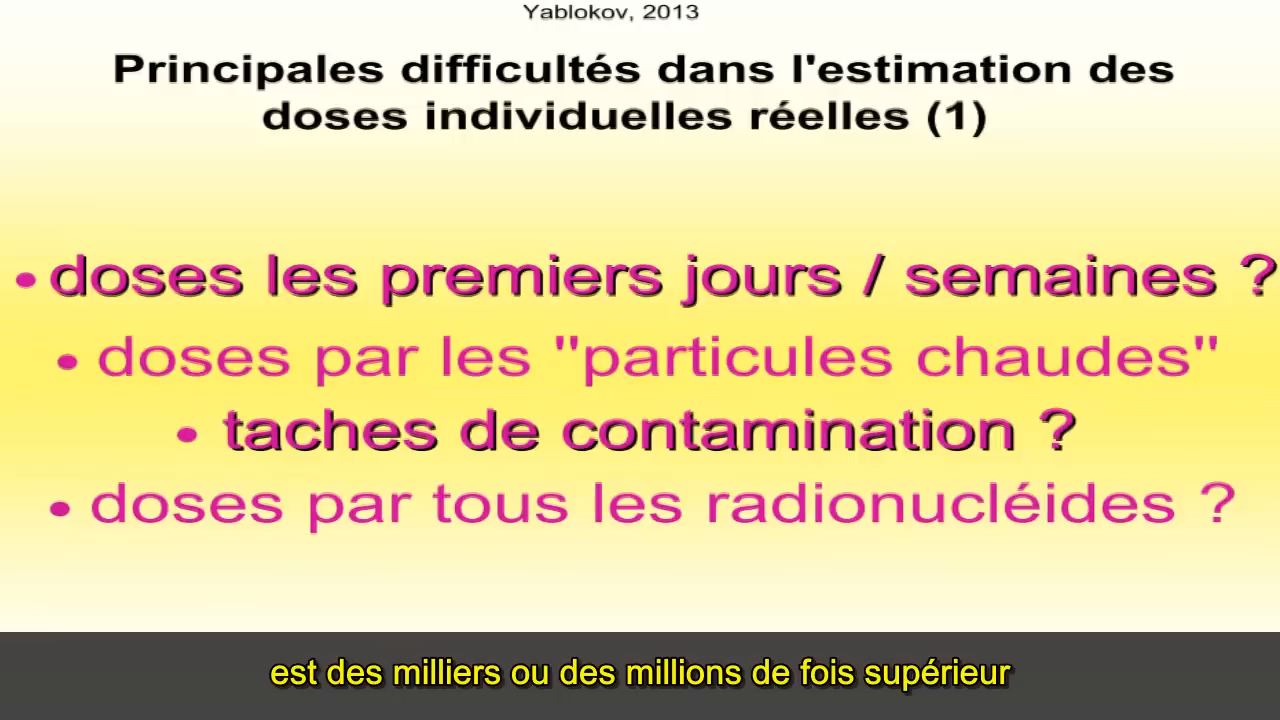 Yablokov, 2013
Principales difficultés dans l'estimation des
doses individuelles réelles (1)
• doses les premiers jours / semaines ?
• doses par les "particules chaudes"
• taches de contamination ?
• doses par tous les radionucléides ?
est des milliers ou des millions de fois supérieur